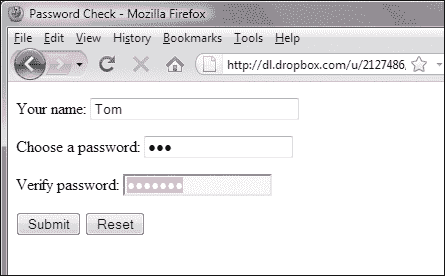 Password Check - Mozilla Firefox
File Edit View History Bookmarks Tools Help
http://dl.dropbox.com/u/2127486,
Your name: Tom
Choose a password: ●●●
Verify password: ●●●●●●●
Submit Reset